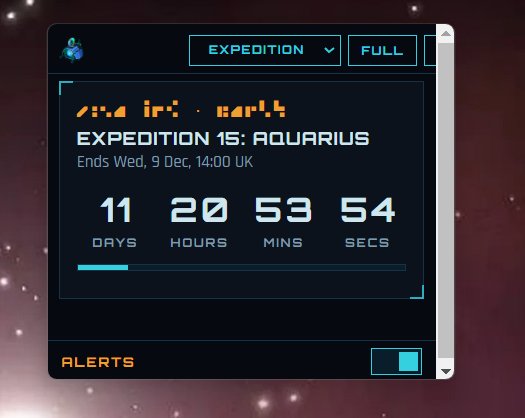 EXPEDITION
FULL
EXPEDITION 15: AQUARIUS
Ends Wed, 9 Dec, 14:00 UK
11 20 53 54
DAYS HOURS MINS SECS
ALERTS